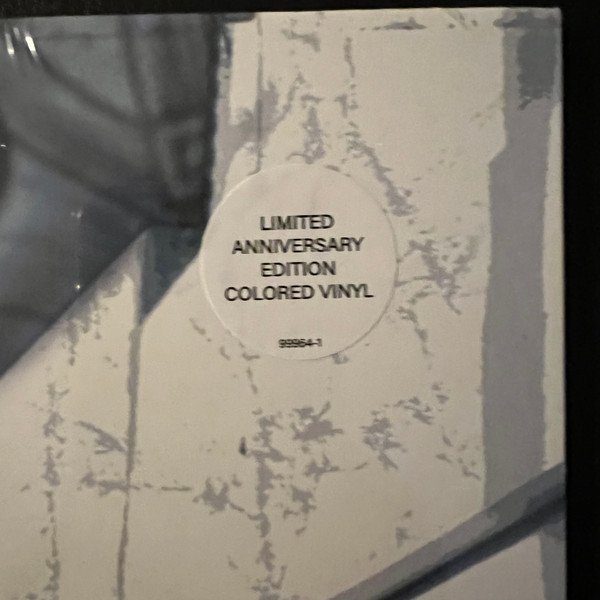 LIMITED
ANNIVERSARY
EDITION
COLORED VINYL
99964-1